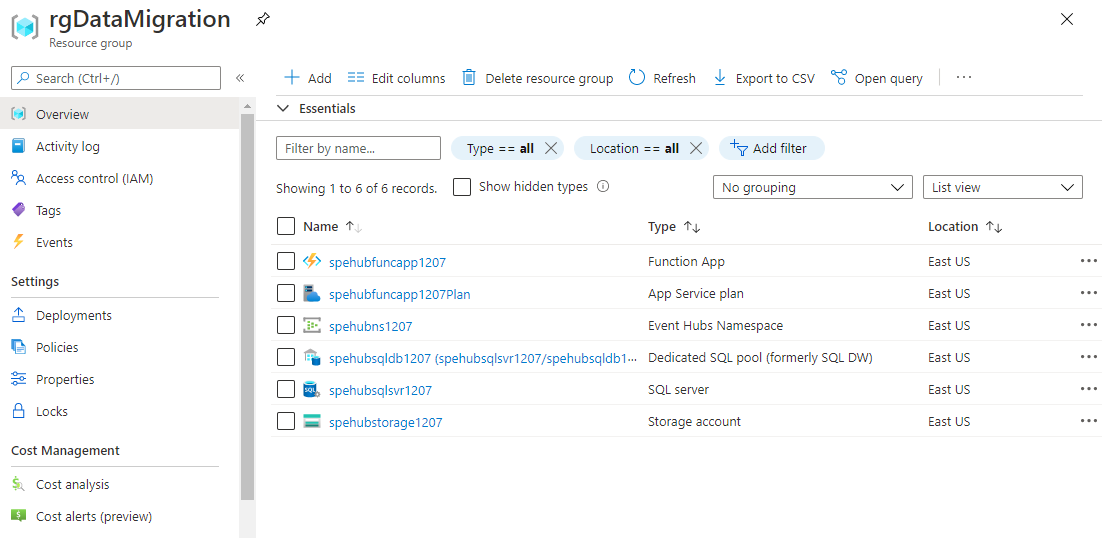 rgDataMigration
Resource group
Search (Ctrl+/)
«
Overview
Activity log
Access control (IAM)
Tags
Events
Settings
Deployments
Policies
Properties
Locks
Cost Management
Cost analysis
Cost alerts (preview)
Add Edit columns Delete resource group Refresh Export to CSV Open query ...
Essentials
Filter by name... Type == all Location == all Add filter
Showing 1 to 6 of 6 records. Show hidden types No grouping List view
Name Type Location
spehubfuncapp1207 Function App East US ...
spehubfuncapp1207Plan App Service plan East US ...
spehubns1207 Event Hubs Namespace East US ...
spehubsqldb1207 (spehubsqlsvr1207/spehubsqldb1... Dedicated SQL pool (formerly SQL DW) East US ...
SQL spehubsqlsvr1207 SQL server East US ...
spehubstorage1207 Storage account East US ...